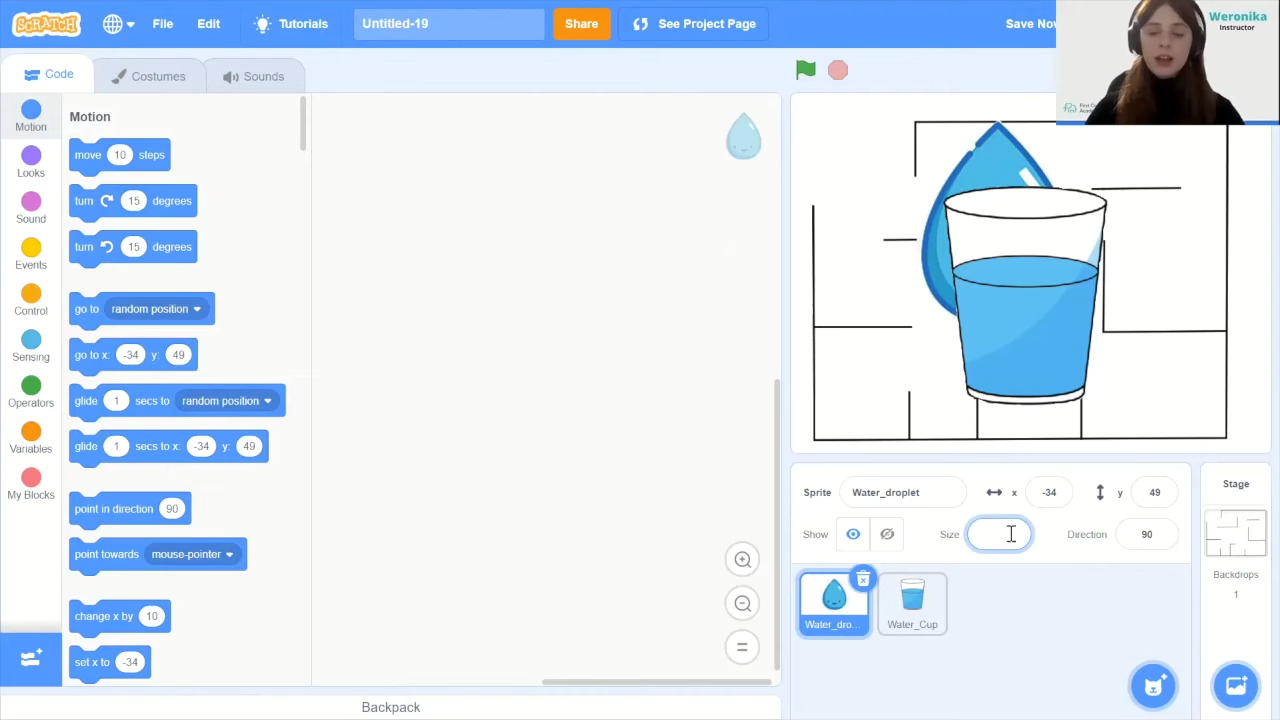 SCRATCH
File
Edit
Tutorials
Untitled-19
Share
See Project Page
Save Now
Weronika
Instructor
Code
Costumes
Sounds
Motion
Looks
Sound
Events
Control
Sensing
Operators
Variables
My Blocks
Motion
move 10 steps
turn 15 degrees
turn 15 degrees
go to random position
go to x: -34 y: 49
glide 1 secs to random position
glide 1 secs to x: -34 y: 49
point in direction 90
point towards mouse-pointer
change x by 10
set x to -34
Backpack
Sprite Water_droplet x -34 y 49
Show Size Direction 90
Water_dro...
Water_Cup
Stage
Backdrops
1